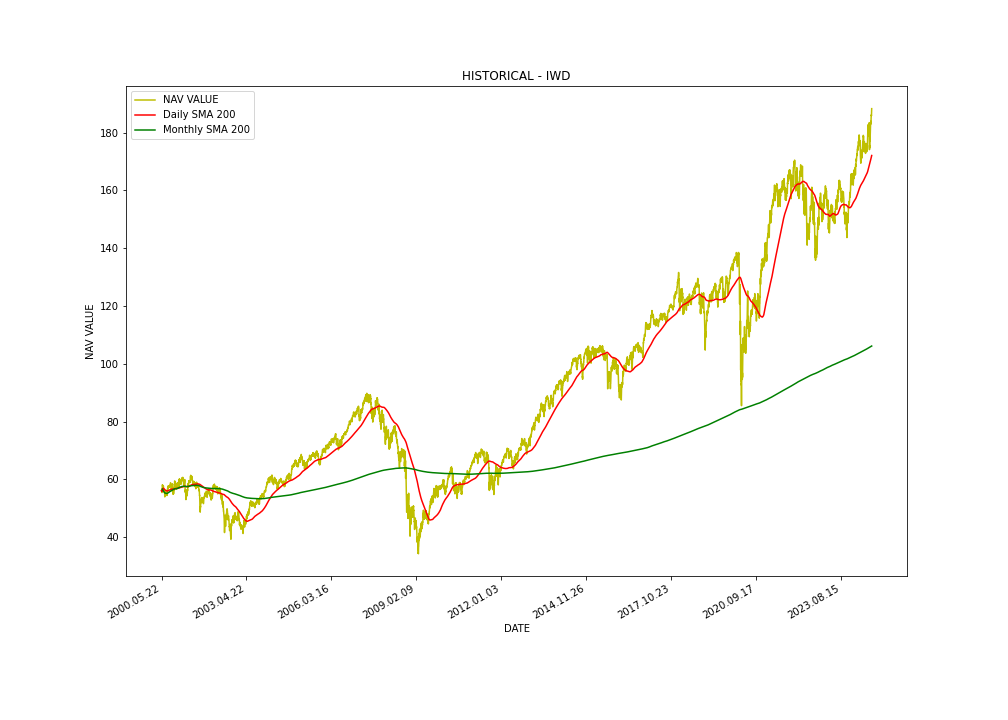 HISTORICAL - IWD
NAV VALUE
Daily SMA 200
Monthly SMA 200
180
160
140
120
100
80
60
40
NAV VALUE
2000.05.22
2003.04.22
2006.03.16
2009.02.09
2012.01.03
2014.11.26
2017.10.23
2020.09.17
2023.08.15
DATE